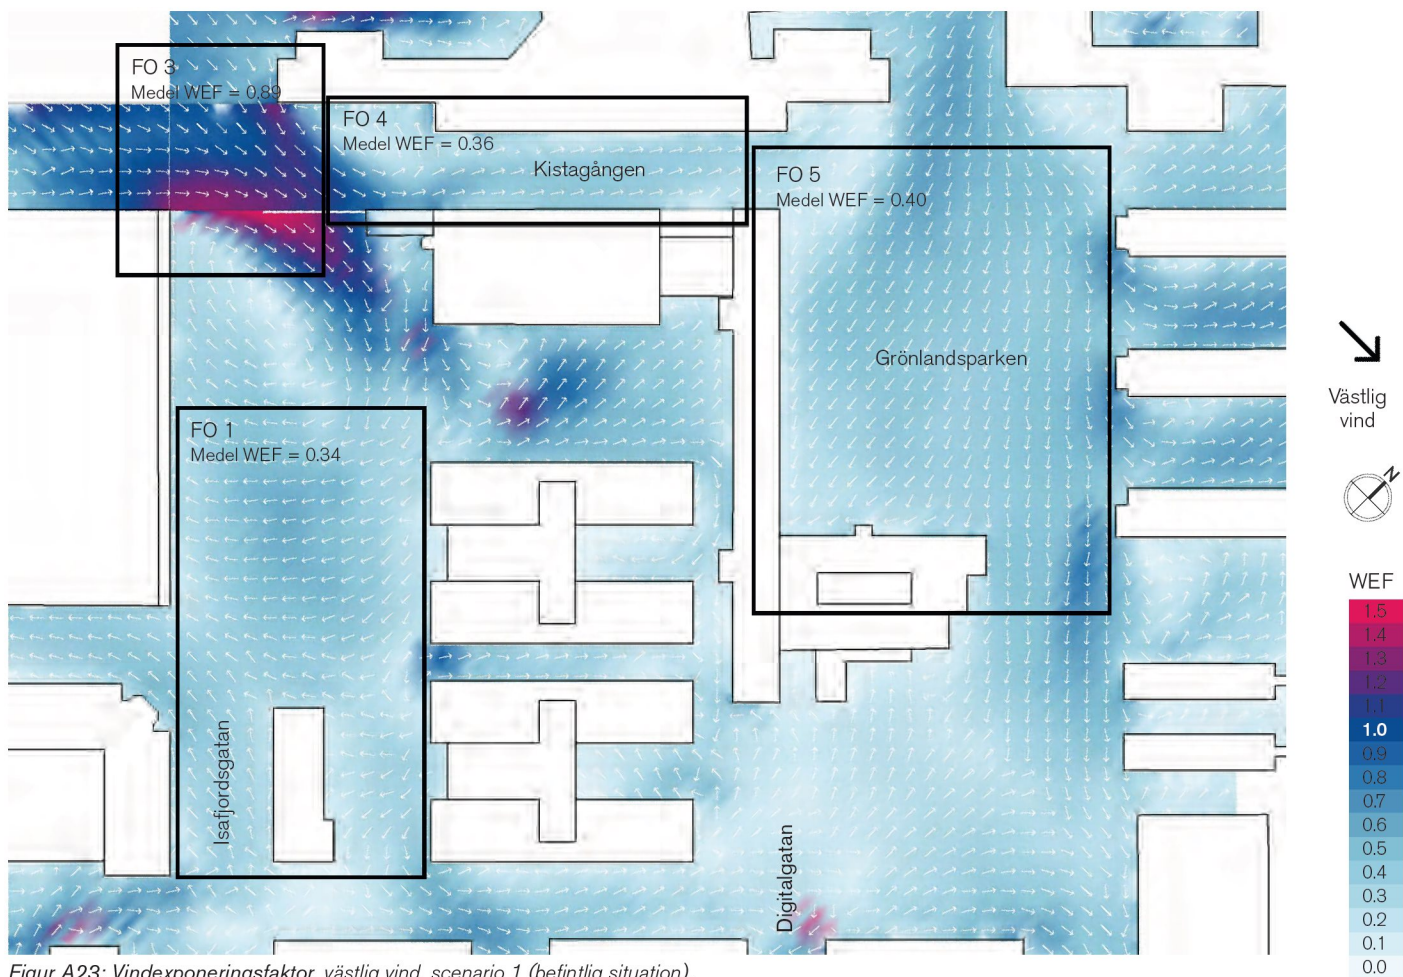 FO 3
Medel WEF = 0.89
FO 4
Medel WEF = 0.36
Kistagången
FO 5
Medel WEF = 0.40
Grönlandsparken
FO 1
Medel WEF = 0.34
Isafjordsgatan
Digitalgatan
Västlig
vind
N
WEF
1.5
1.4
1.3
1.2
1.1
1.0
0.9
0.8
0.7
0.6
0.5
0.4
0.3
0.2
0.1
0.0
Figur A23: Vindexponeringsfaktor, västlig vind, scenario 1 (befintlig situation)